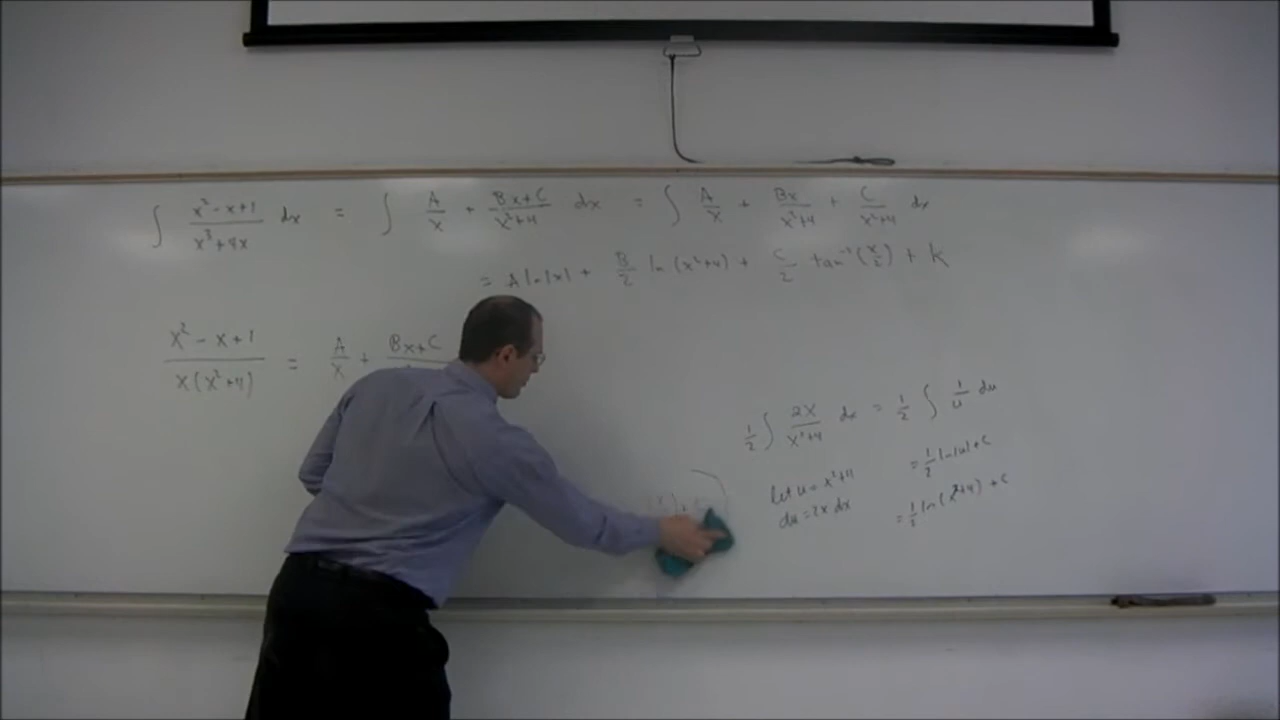 ∫ (x² - x + 1)/(x³ + 4x) dx = ∫ A/x + (Bx + C)/(x² + 4) dx = ∫ A/x + Bx/(x² + 4) + C/(x² + 4) dx
= A ln|x| + B/2 ln(x² + 4) + C/2 tan⁻¹(x/2) + K
(x² - x + 1)/(x(x² + 4)) = A/x + Bx + C
1/2 ∫ 2x/(x² + 4) dx = 1/2 ∫ 1/u du
let u = x² + 4
du = 2x dx
= 1/2 ln|u| + C
= 1/2 ln(x² + 4) + C